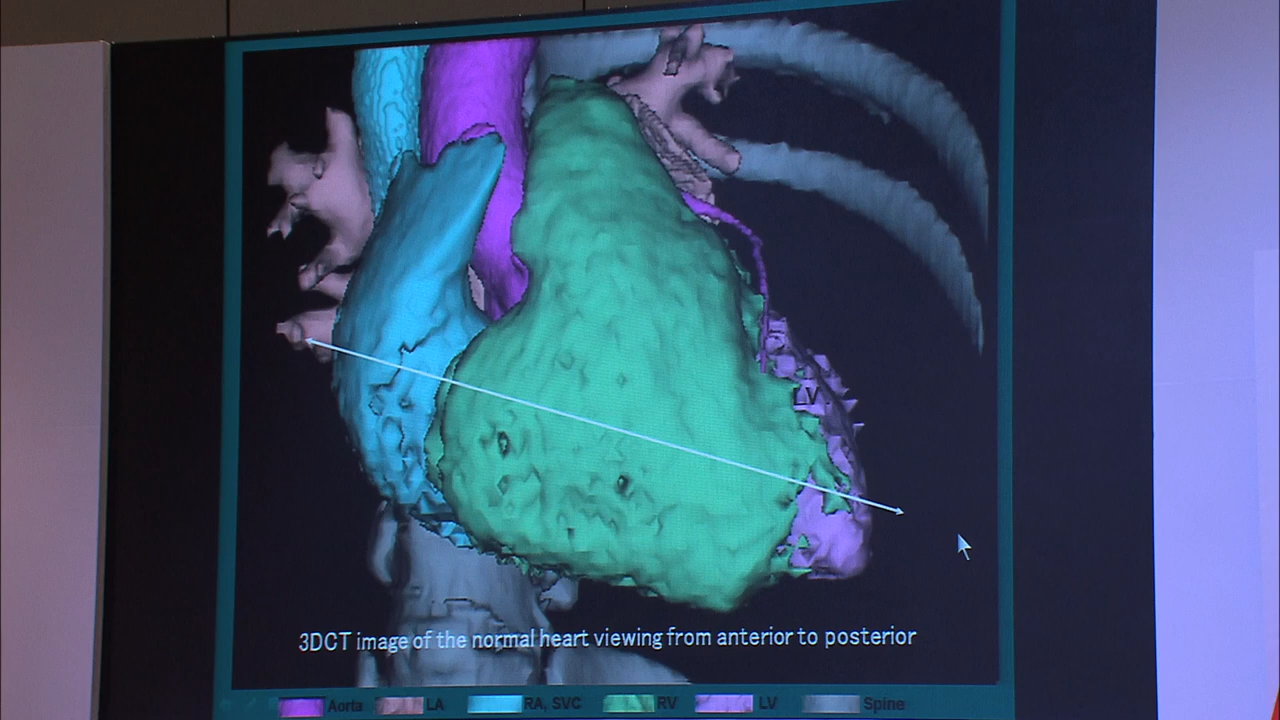 LV
3DCT image of the normal heart viewing from anterior to posterior
Aorta LA RA, SVC RV LV Spine